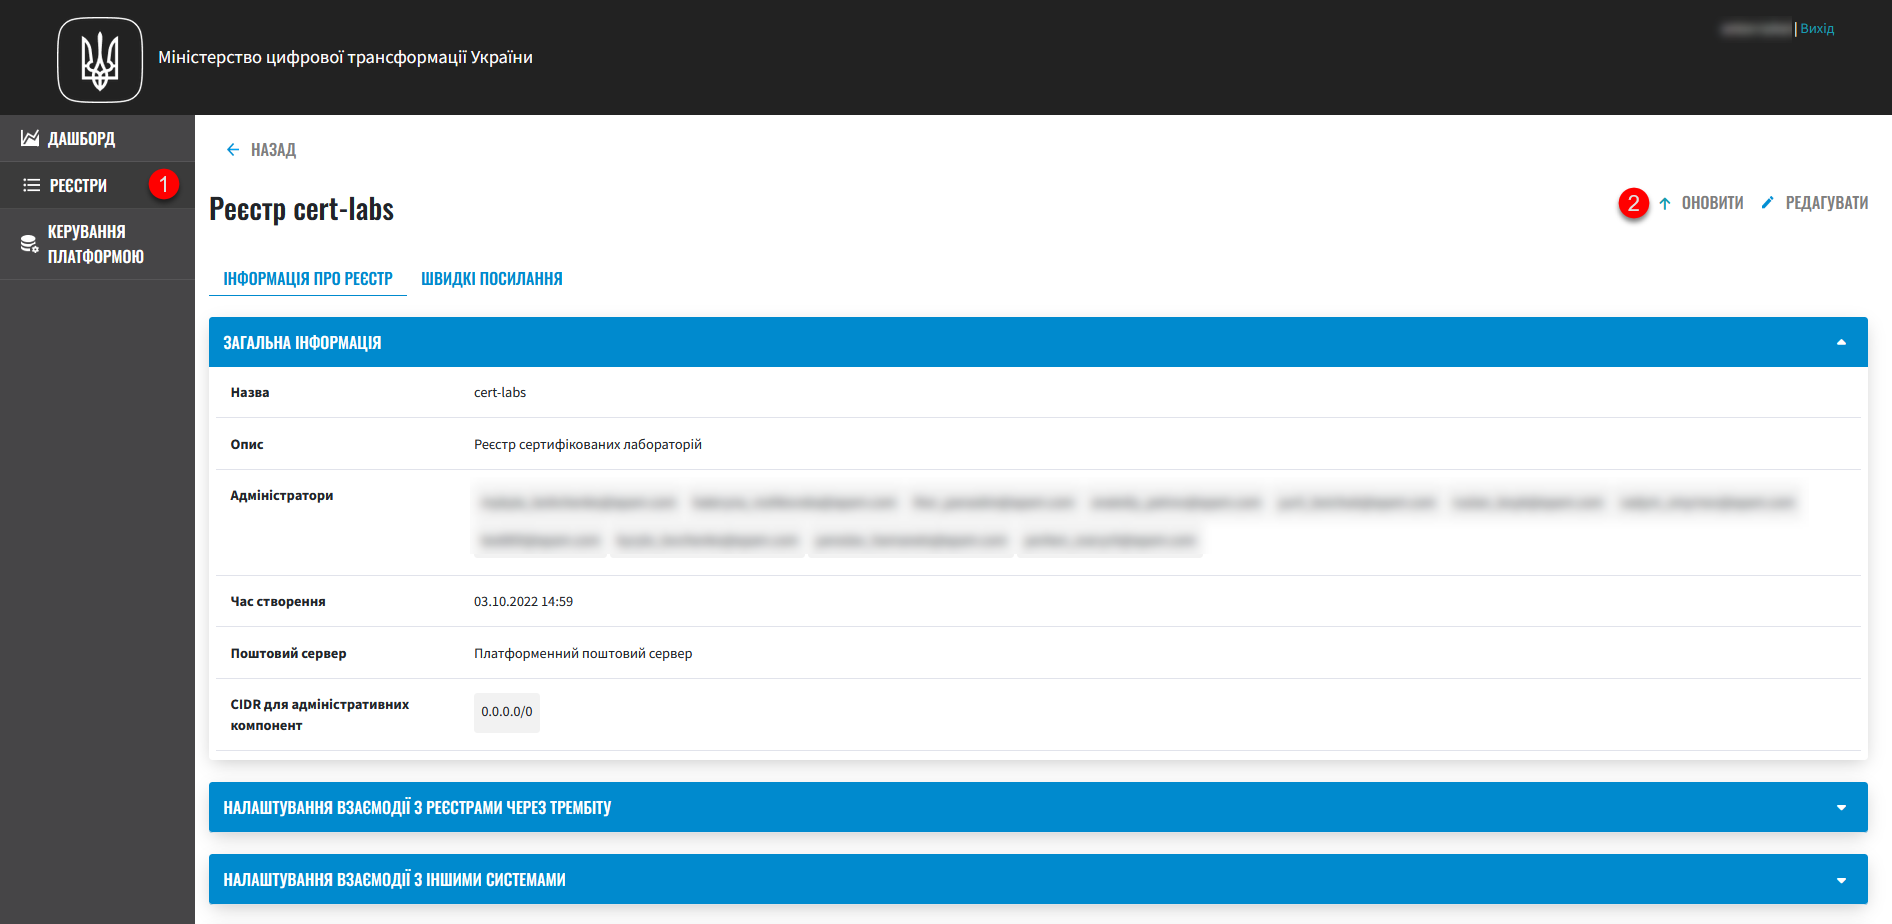 Міністерство цифрової трансформації України
Вихід
ДАШБОРД
РЕЄСТРИ
1
КЕРУВАННЯ
ПЛАТФОРМОЮ
НАЗАД
Реєстр cert-labs
2
ОНОВИТИ
РЕДАГУВАТИ
ІНФОРМАЦІЯ ПРО РЕЄСТР
ШВИДКІ ПОСИЛАННЯ
ЗАГАЛЬНА ІНФОРМАЦІЯ
Назва
cert-labs
Опис
Реєстр сертифікованих лабораторій
Адміністратори
Час створення
03.10.2022 14:59
Поштовий сервер
Платформенний поштовий сервер
CIDR для адміністративних
компонент
0.0.0.0/0
НАЛАШТУВАННЯ ВЗАЄМОДІЇ З РЕЄСТРАМИ ЧЕРЕЗ ТРЕМБІТУ
НАЛАШТУВАННЯ ВЗАЄМОДІЇ З ІНШИМИ СИСТЕМАМИ